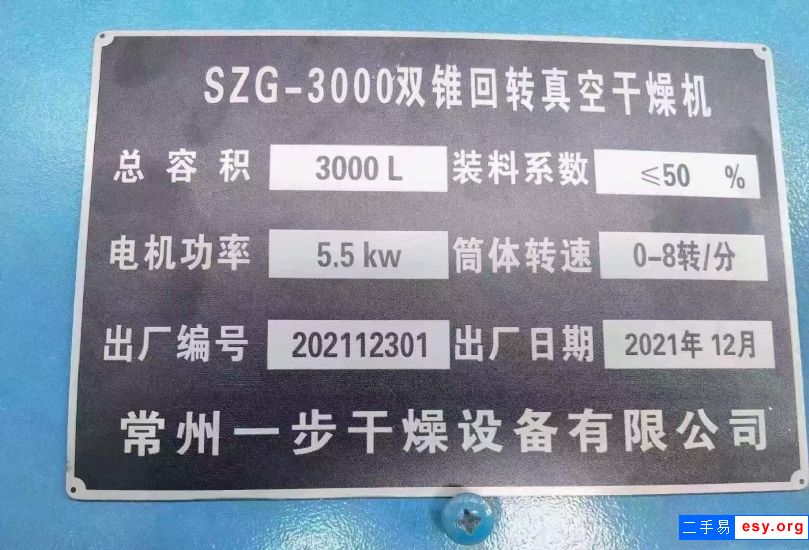 SZG-3000双锥回转真空干燥机
总容积 3000 L 装料系数 ≤50 %
电机功率 5.5 kw 筒体转速 0-8转/分
出厂编号 202112301 出厂日期 2021年 12月
常州一步干燥设备有限公司
二手易 esy.org